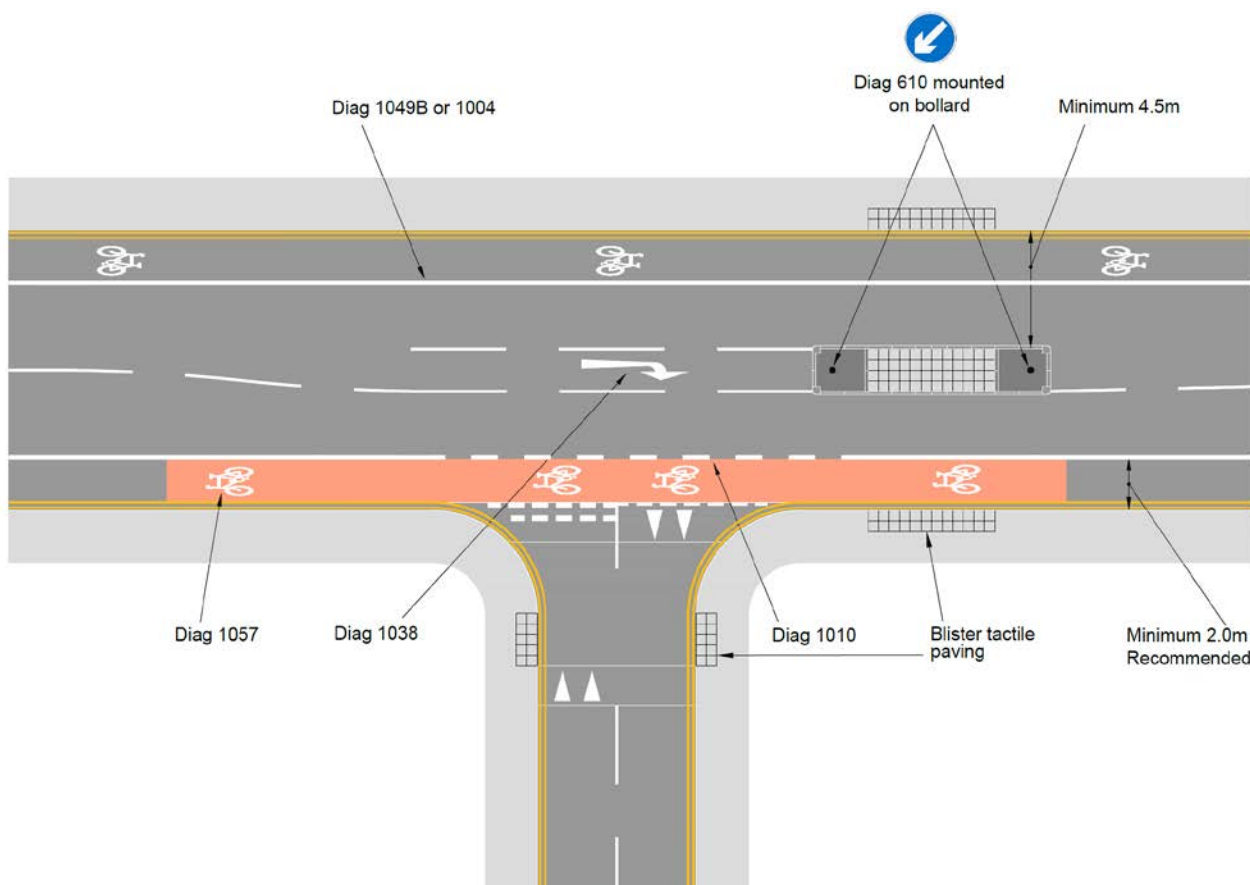 Diag 610 mounted
on bollard
Diag 1049B or 1004
Minimum 4.5m
Diag 1057
Diag 1038
Diag 1010
Blister tactile
paving
Minimum 2.0m
Recommended